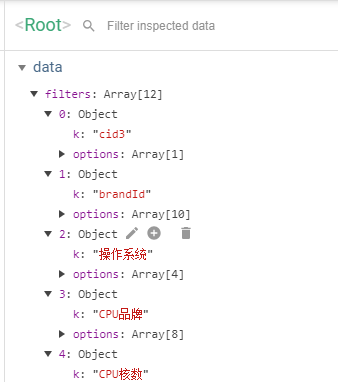 <Root> Filter inspected data
data
filters: Array[12]
0: Object
k: "cid3"
options: Array[1]
1: Object
k: "brandId"
options: Array[10]
2: Object
k: "操作系统"
options: Array[4]
3: Object
k: "CPU品牌"
options: Array[8]
4: Object
k: "CPU核数"